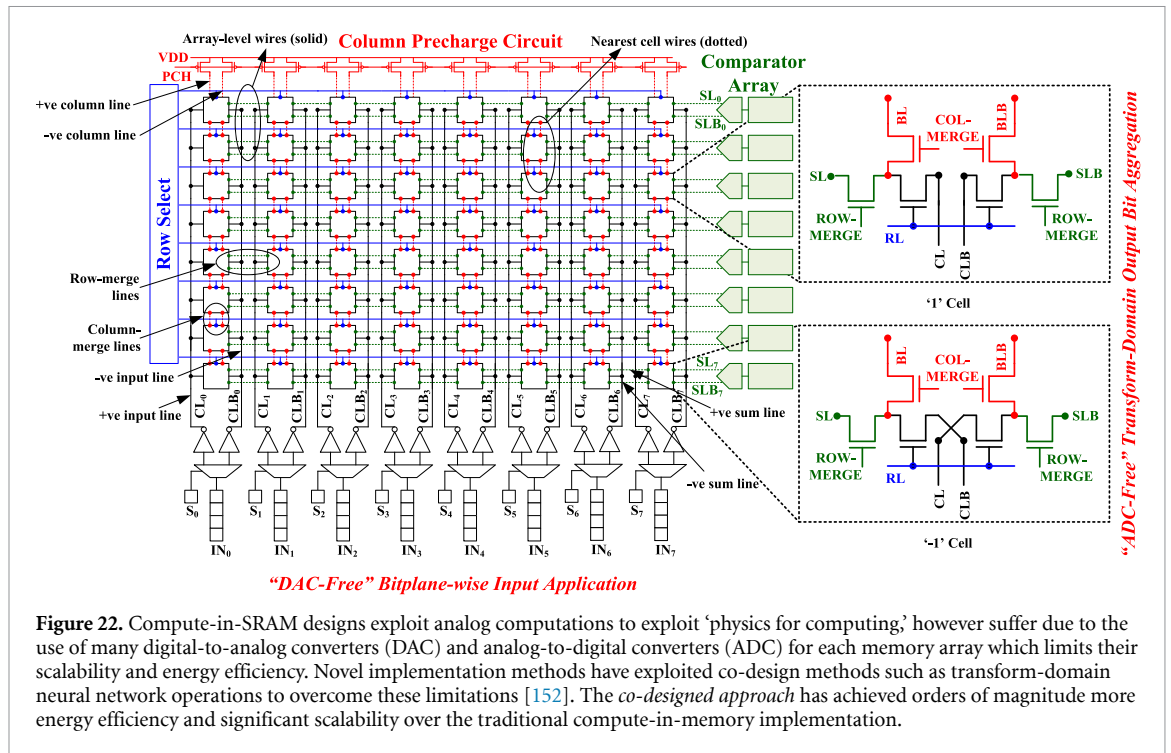 Array-level wires (solid)
Column Precharge Circuit
Nearest cell wires (dotted)
VDD
PCH
Comparator
Array
+ve column line
-ve column line
SL0
SLB0
Row Select
Row-merge
lines
Column-
merge lines
-ve input line
+ve input line
SL7
SLB7
+ve sum line
-ve sum line
CL0
CLB0
CL1
CLB1
CL2
CLB2
CL3
CLB3
CL4
CLB4
CL5
CLB5
CL6
CLB6
CL7
CLB7
S0
S1
S2
S3
S4
S5
S6
S7
IN0
IN1
IN2
IN3
IN4
IN5
IN6
IN7
“DAC-Free” Bitplane-wise Input Application
BL
COL-
MERGE
BLB
SL
SLB
ROW-
MERGE
RL
ROW-
MERGE
CL
CLB
‘1’ Cell
BL
COL-
MERGE
BLB
SL
SLB
ROW-
MERGE
RL
ROW-
MERGE
CL
CLB
‘-1’ Cell
“ADC-Free” Transform-Domain Output Bit Aggregation
Figure 22. Compute-in-SRAM designs exploit analog computations to exploit ‘physics for computing,’ however suffer due to the
use of many digital-to-analog converters (DAC) and analog-to-digital converters (ADC) for each memory array which limits their
scalability and energy efficiency. Novel implementation methods have exploited co-design methods such as transform-domain
neural network operations to overcome these limitations [152]. The co-designed approach has achieved orders of magnitude more
energy efficiency and significant scalability over the traditional compute-in-memory implementation.